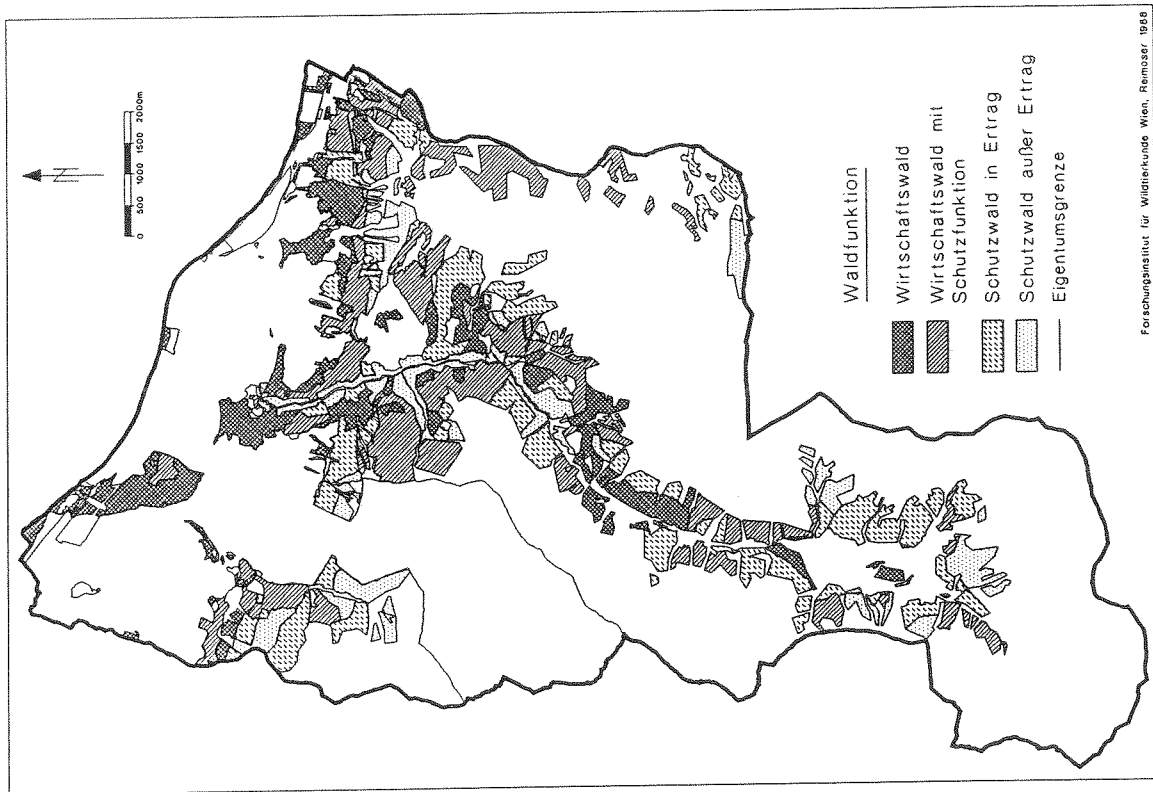 N
0 500 1000 1500 2000m
Waldfunktion
Wirtschaftswald
Wirtschaftswald mit
Schutzfunktion
Schutzwald in Ertrag
Schutzwald außer Ertrag
Eigentumsgrenze
Forschungsinstitut für Wildtierkunde Wien, Reimoser 1988